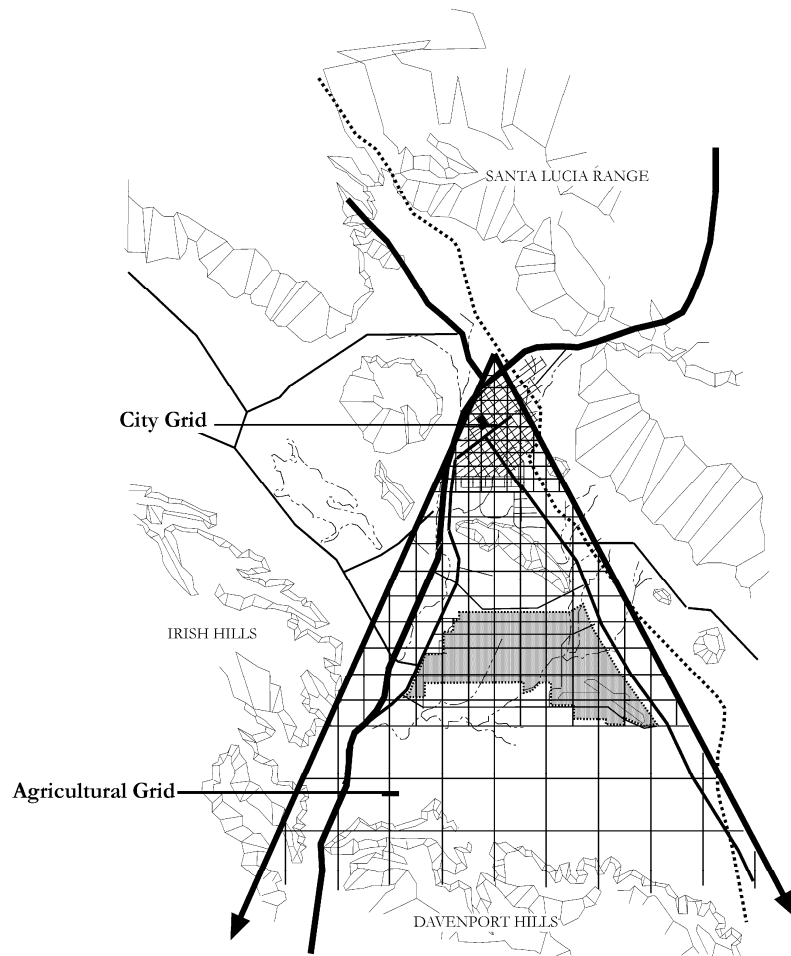 SANTA LUCIA RANGE
City Grid
IRISH HILLS
Agricultural Grid
DAVENPORT HILLS